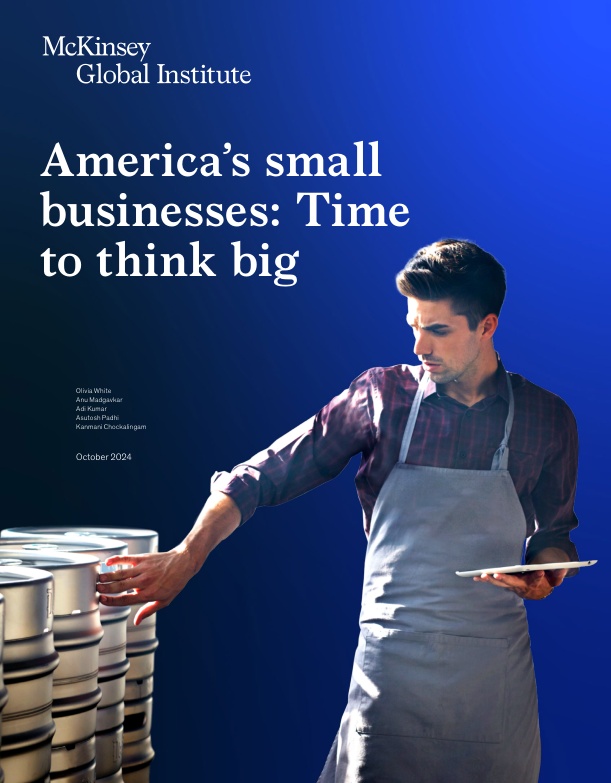 McKinsey
Global Institute
America’s small
businesses: Time
to think big
Olivia White
Anu Madgavkar
Adi Kumar
Asutosh Padhi
Kanmani Chockalingam
October 2024